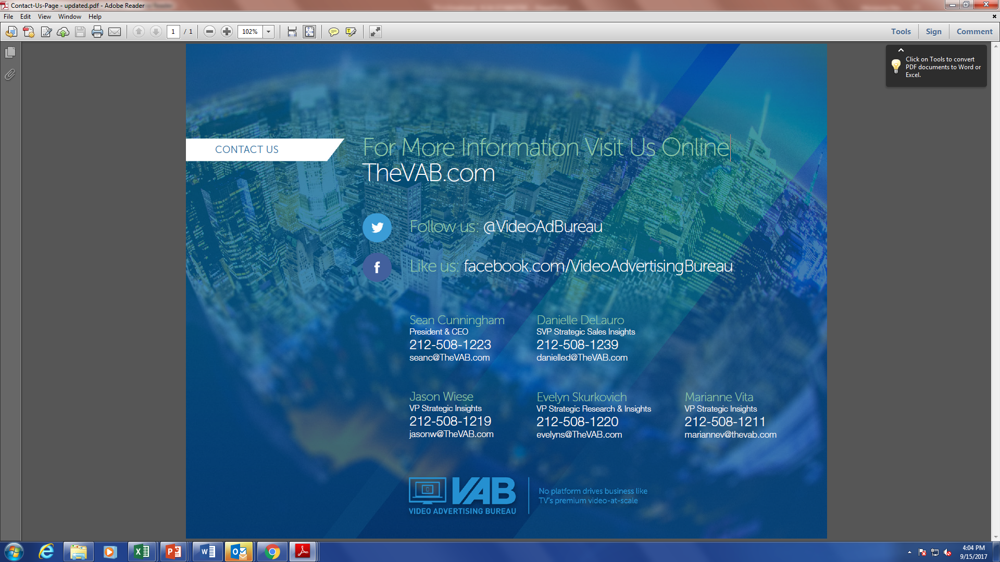 Contact-Us-Page - updated.pdf - Adobe Reader
File Edit View Window Help
1 / 1 102% Tools Sign Comment
Click on Tools to convert
PDF documents to Word or
Excel.
CONTACT US
For More Information Visit Us Online
TheVAB.com
Follow us: @VideoAdBureau
f
Like us: facebook.com/VideoAdvertisingBureau
Sean Cunningham
President & CEO
212-508-1223
seanc@TheVAB.com
Danielle DeLauro
SVP Strategic Sales Insights
212-508-1239
danielled@TheVAB.com
Jason Wiese
VP Strategic Insights
212-508-1219
jasonw@TheVAB.com
Evelyn Skurkovich
VP Strategic Research & Insights
212-508-1220
evelyns@TheVAB.com
Marianne Vita
VP Strategic Insights
212-508-1211
mariannev@thevab.com
VAB
VIDEO ADVERTISING BUREAU
No platform drives business like
TV's premium video-at-scale
4:04 PM
9/15/2017